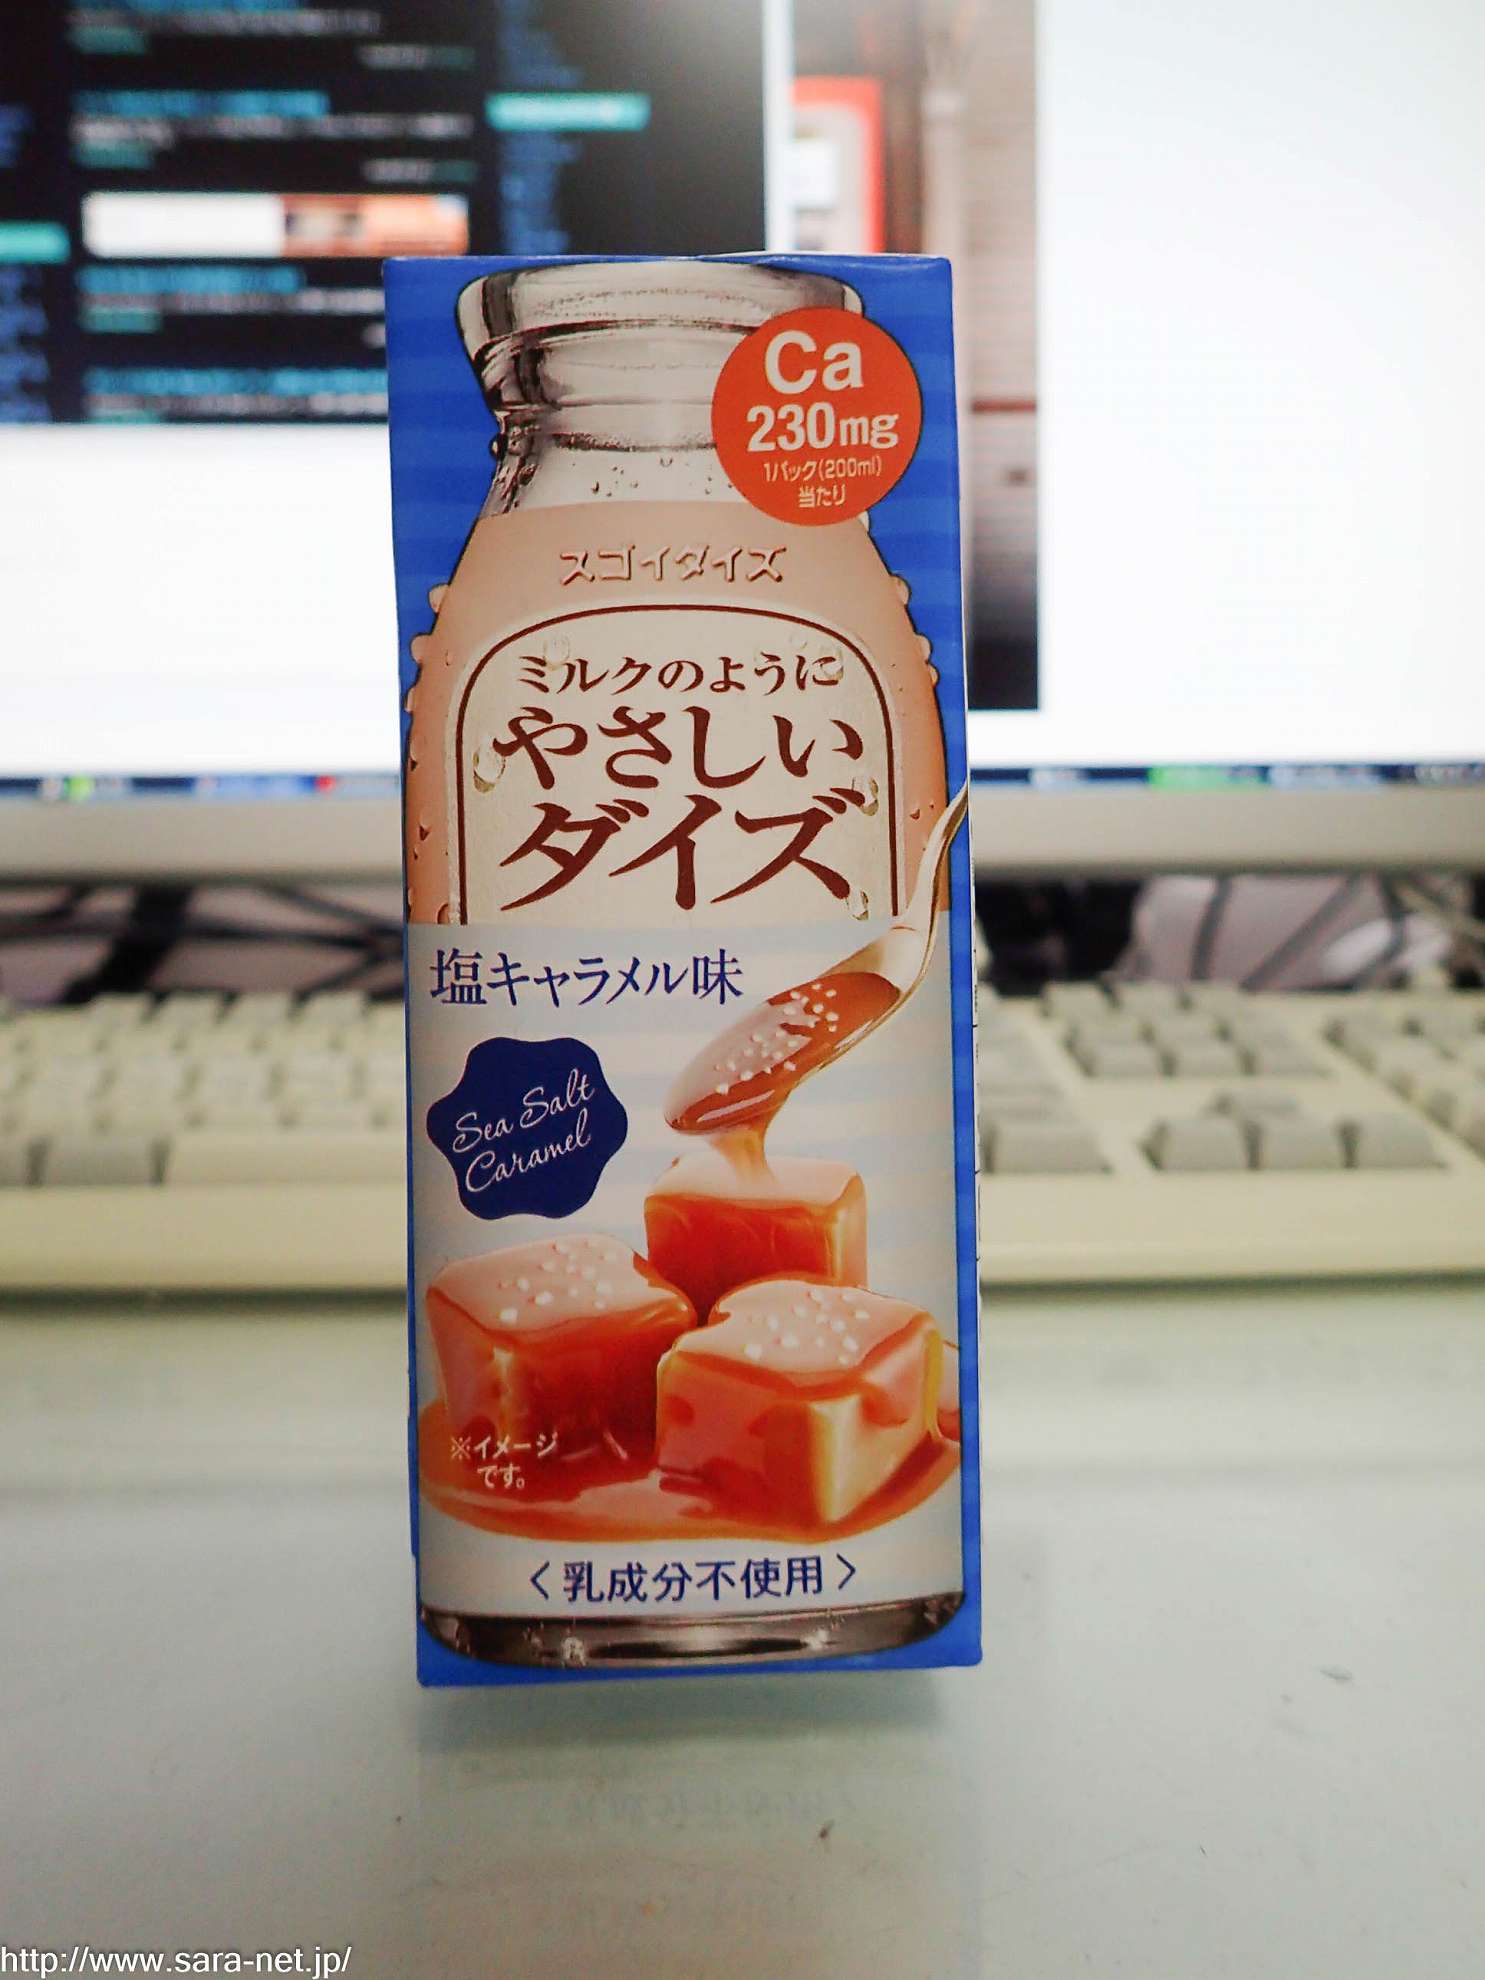 Ca
230mg
1パック(200ml)
当たり
スゴイダイズ
ミルクのように
やさしい
ダイズ
塩キャラメル味
Sea Salt
Caramel
※イメージ
です。
〈乳成分不使用〉
http://www.sara-net.jp/